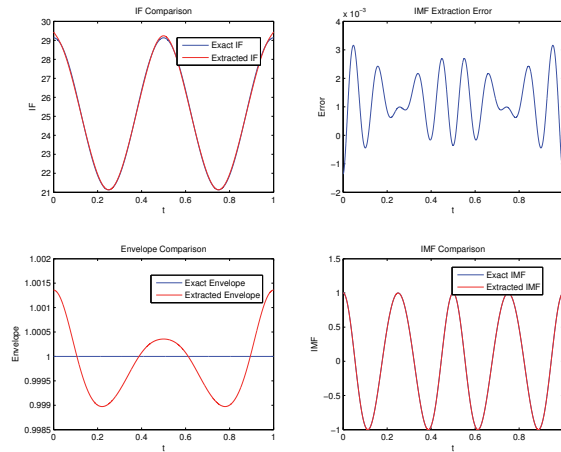 IF Comparison
30
29
28
27
26
25
24
23
22
21
0
0.2
0.4
0.6
0.8
1
IF
t
Exact IF
Extracted IF
IMF Extraction Error
x 10⁻³
4
3
2
1
0
−1
−2
0
0.2
0.4
0.6
0.8
Error
t
Envelope Comparison
1.002
1.0015
1.001
1.0005
1
0.9995
0.999
0.9985
0
0.2
0.4
0.6
0.8
1
Envelope
t
Exact Envelope
Extracted Envelope
IMF Comparison
1.5
1
0.5
0
−0.5
−1
0
0.2
0.4
0.6
0.8
IMF
t
Exact IMF
Extracted IMF